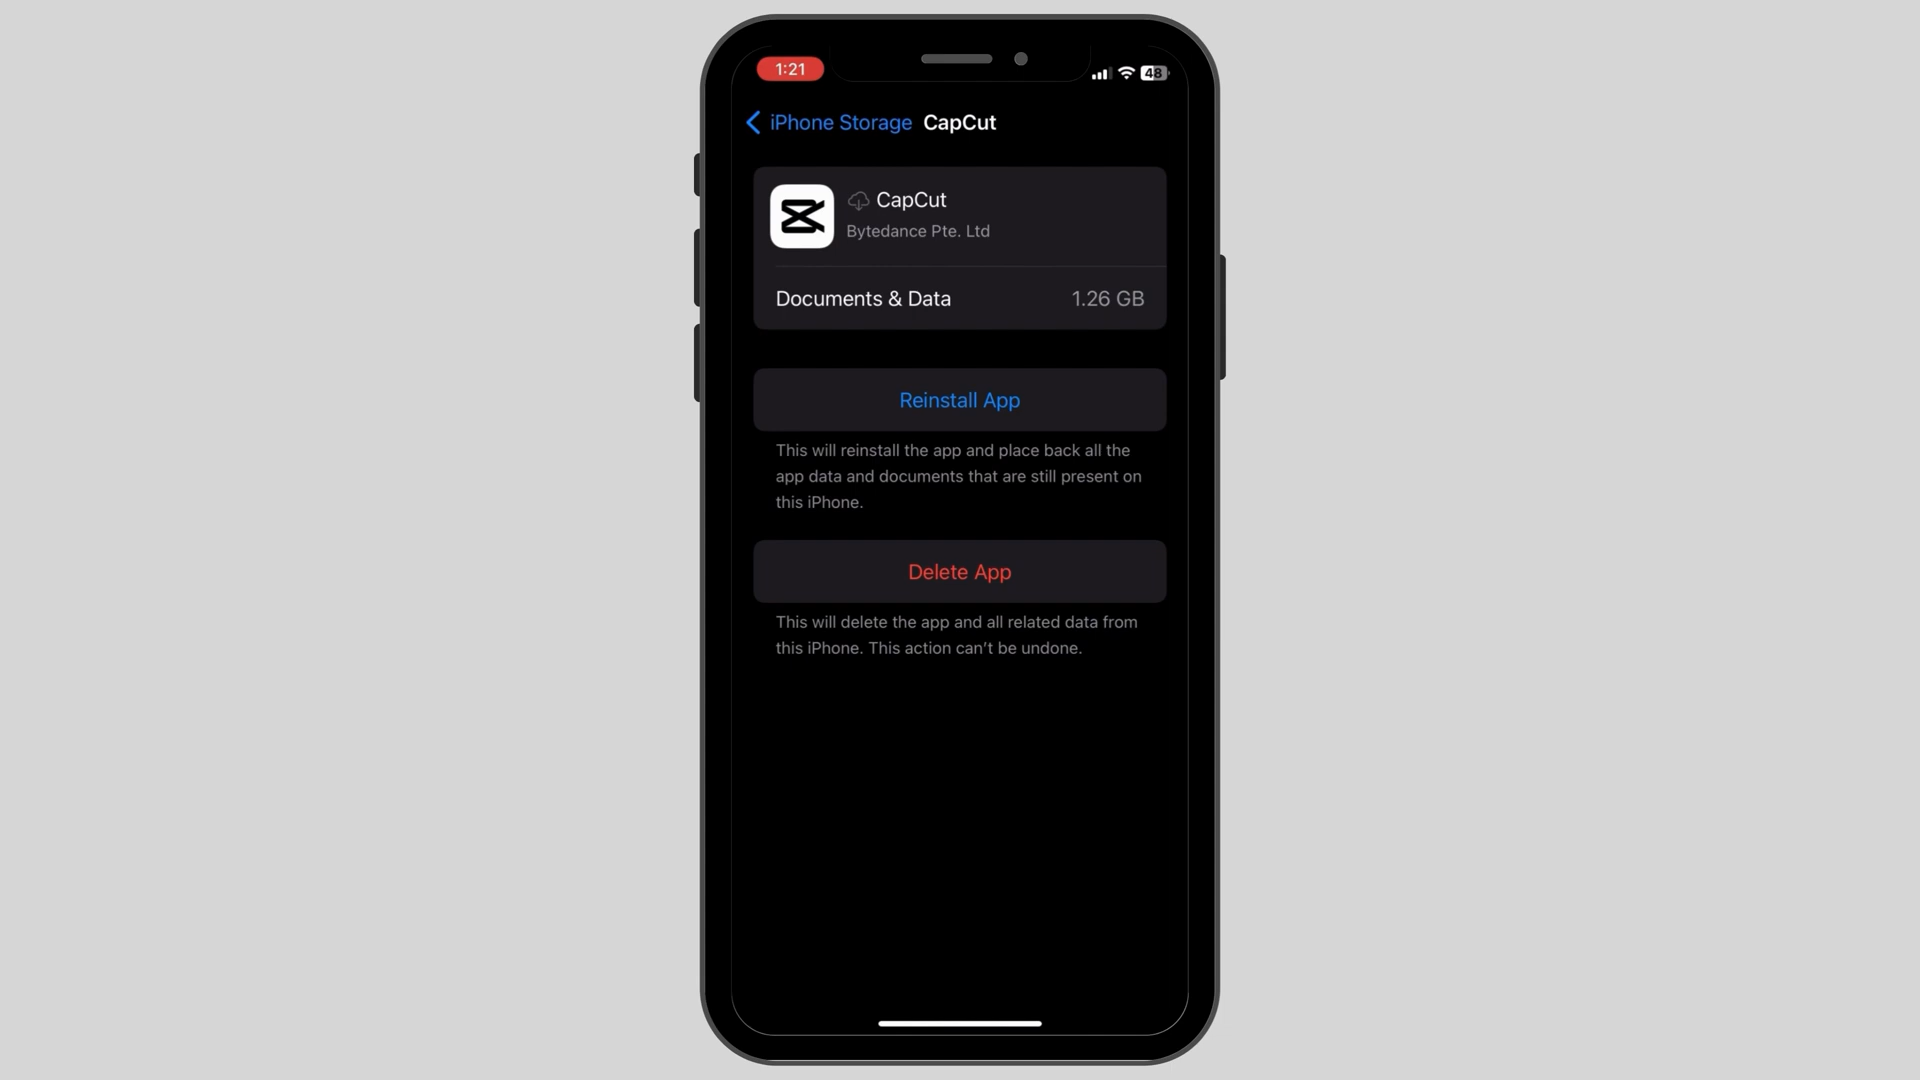 1:21
48
iPhone Storage CapCut
CapCut
Bytedance Pte. Ltd
Documents & Data 1.26 GB
Reinstall App
This will reinstall the app and place back all the
app data and documents that are still present on
this iPhone.
Delete App
This will delete the app and all related data from
this iPhone. This action can’t be undone.